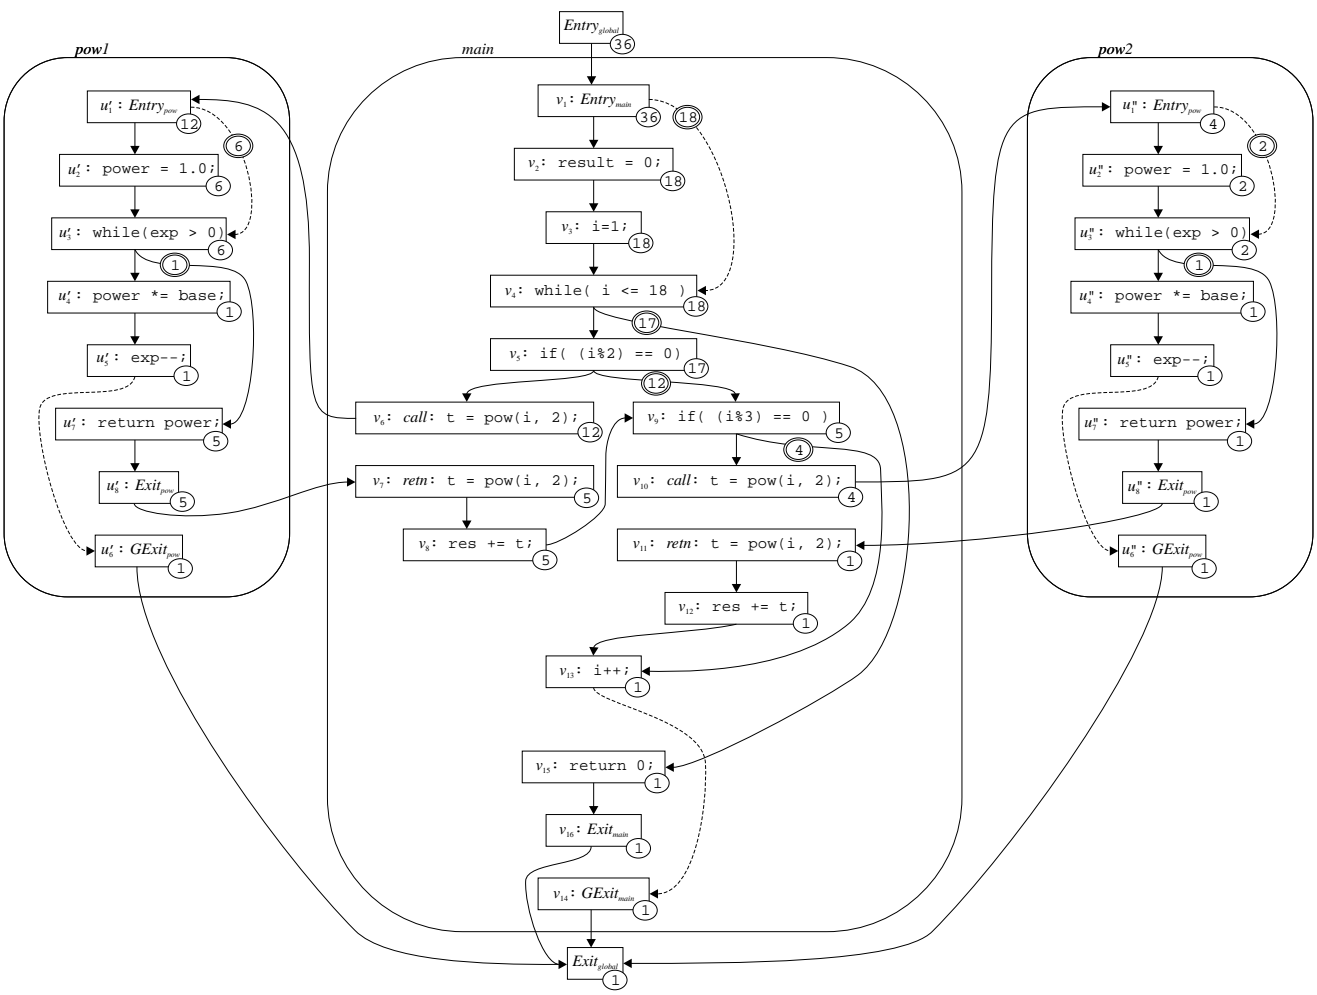 Entry_global
36
pow1
main
pow2
u'₁: Entry_pow
12
6
u'₂: power = 1.0;
6
u'₃: while(exp > 0)
6
1
u'₄: power *= base;
1
u'₅: exp--;
1
u'₇: return power;
5
u'₈: Exit_pow
5
u'₆: GExit_pow
1
v₁: Entry_main
36
18
v₂: result = 0;
18
v₃: i=1;
18
v₄: while( i <= 18 )
18
17
v₅: if( (i%2) == 0)
17
12
v₆: call: t = pow(i, 2);
12
v₉: if( (i%3) == 0 )
5
4
v₇: retn: t = pow(i, 2);
5
v₁₀: call: t = pow(i, 2);
4
v₈: res += t;
5
v₁₁: retn: t = pow(i, 2);
1
v₁₂: res += t;
1
v₁₃: i++;
1
v₁₅: return 0;
1
v₁₆: Exit_main
1
v₁₄: GExit_main
1
Exit_global
1
u"₁: Entry_pow
4
2
u"₂: power = 1.0;
2
u"₃: while(exp > 0)
2
1
u"₄: power *= base;
1
u"₅: exp--;
1
u"₇: return power;
1
u"₈: Exit_pow
1
u"₆: GExit_pow
1